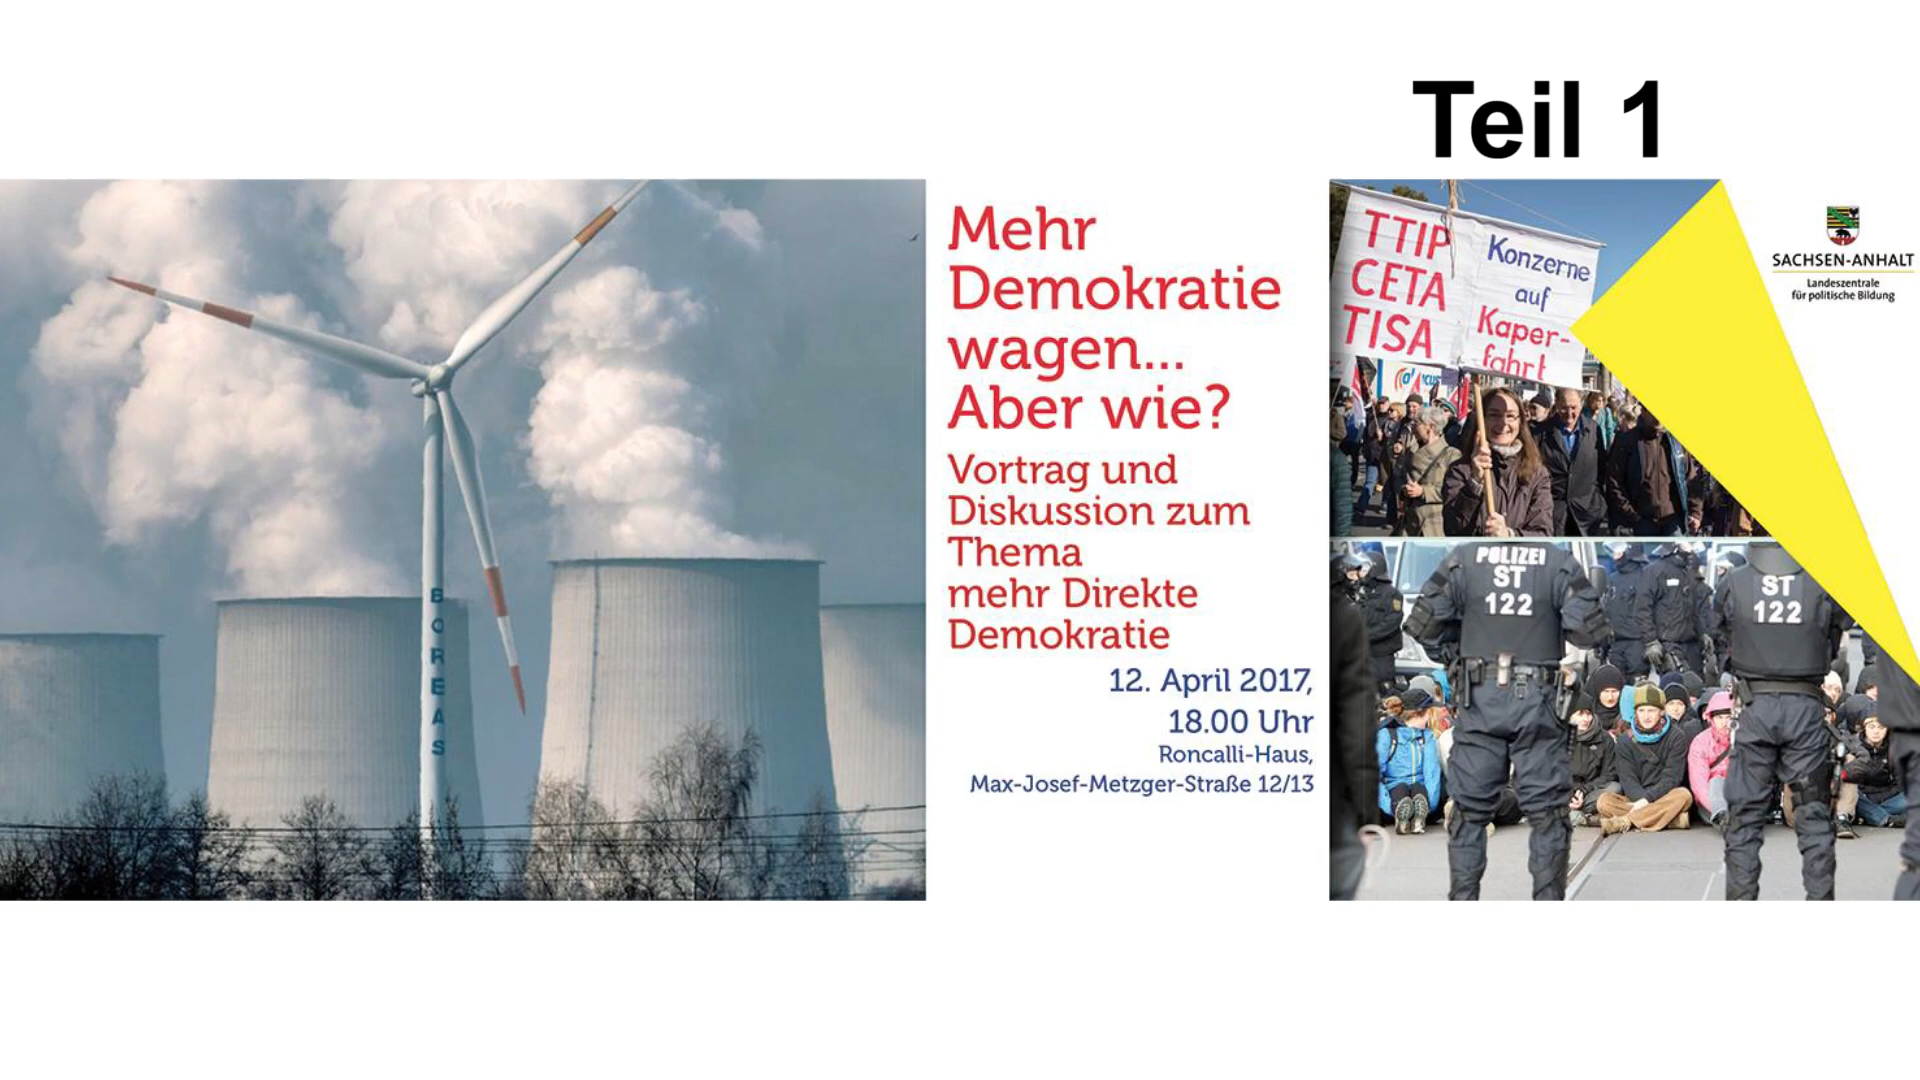 Teil 1
Mehr
Demokratie
wagen...
Aber wie?
Vortrag und
Diskussion zum
Thema
mehr Direkte
Demokratie
12. April 2017,
18.00 Uhr
Roncalli-Haus,
Max-Josef-Metzger-Straße 12/13
BOREAS
TTIP
CETA
TISA
Konzerne
auf
Kaper-
fahrt
SACHSEN-ANHALT
Landeszentrale
für politische Bildung
POLIZEI
ST
122
ST
122